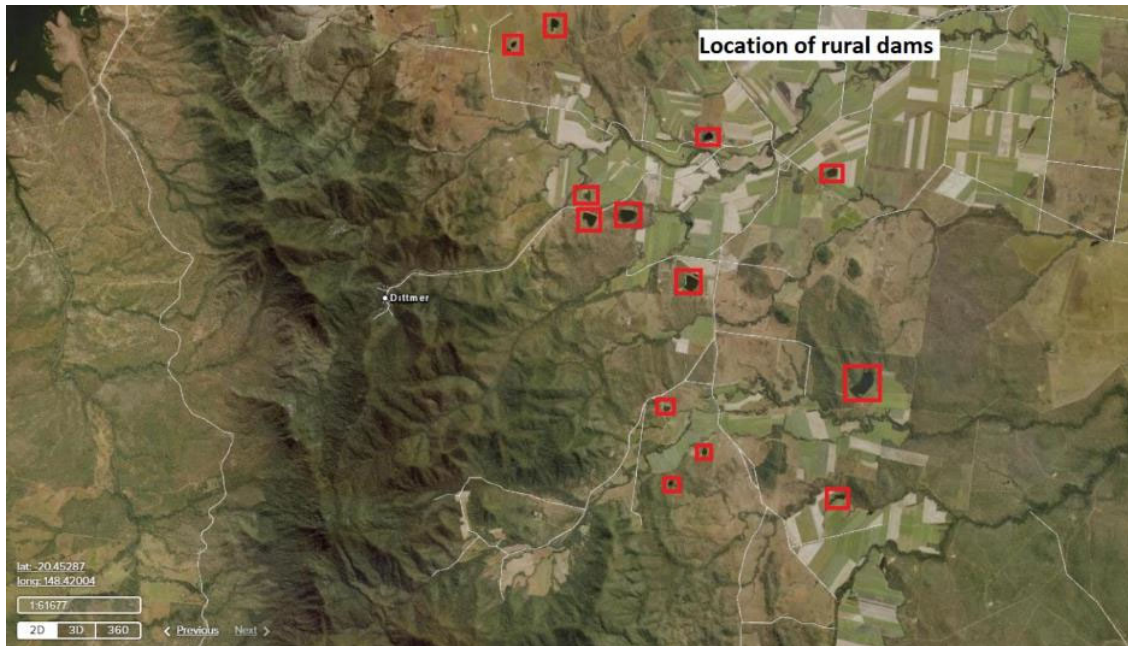 Location of rural dams
Dittmer
lat: -20.45287
long: 148.42004
1:61677
2D 3D 360 < Previous Next >